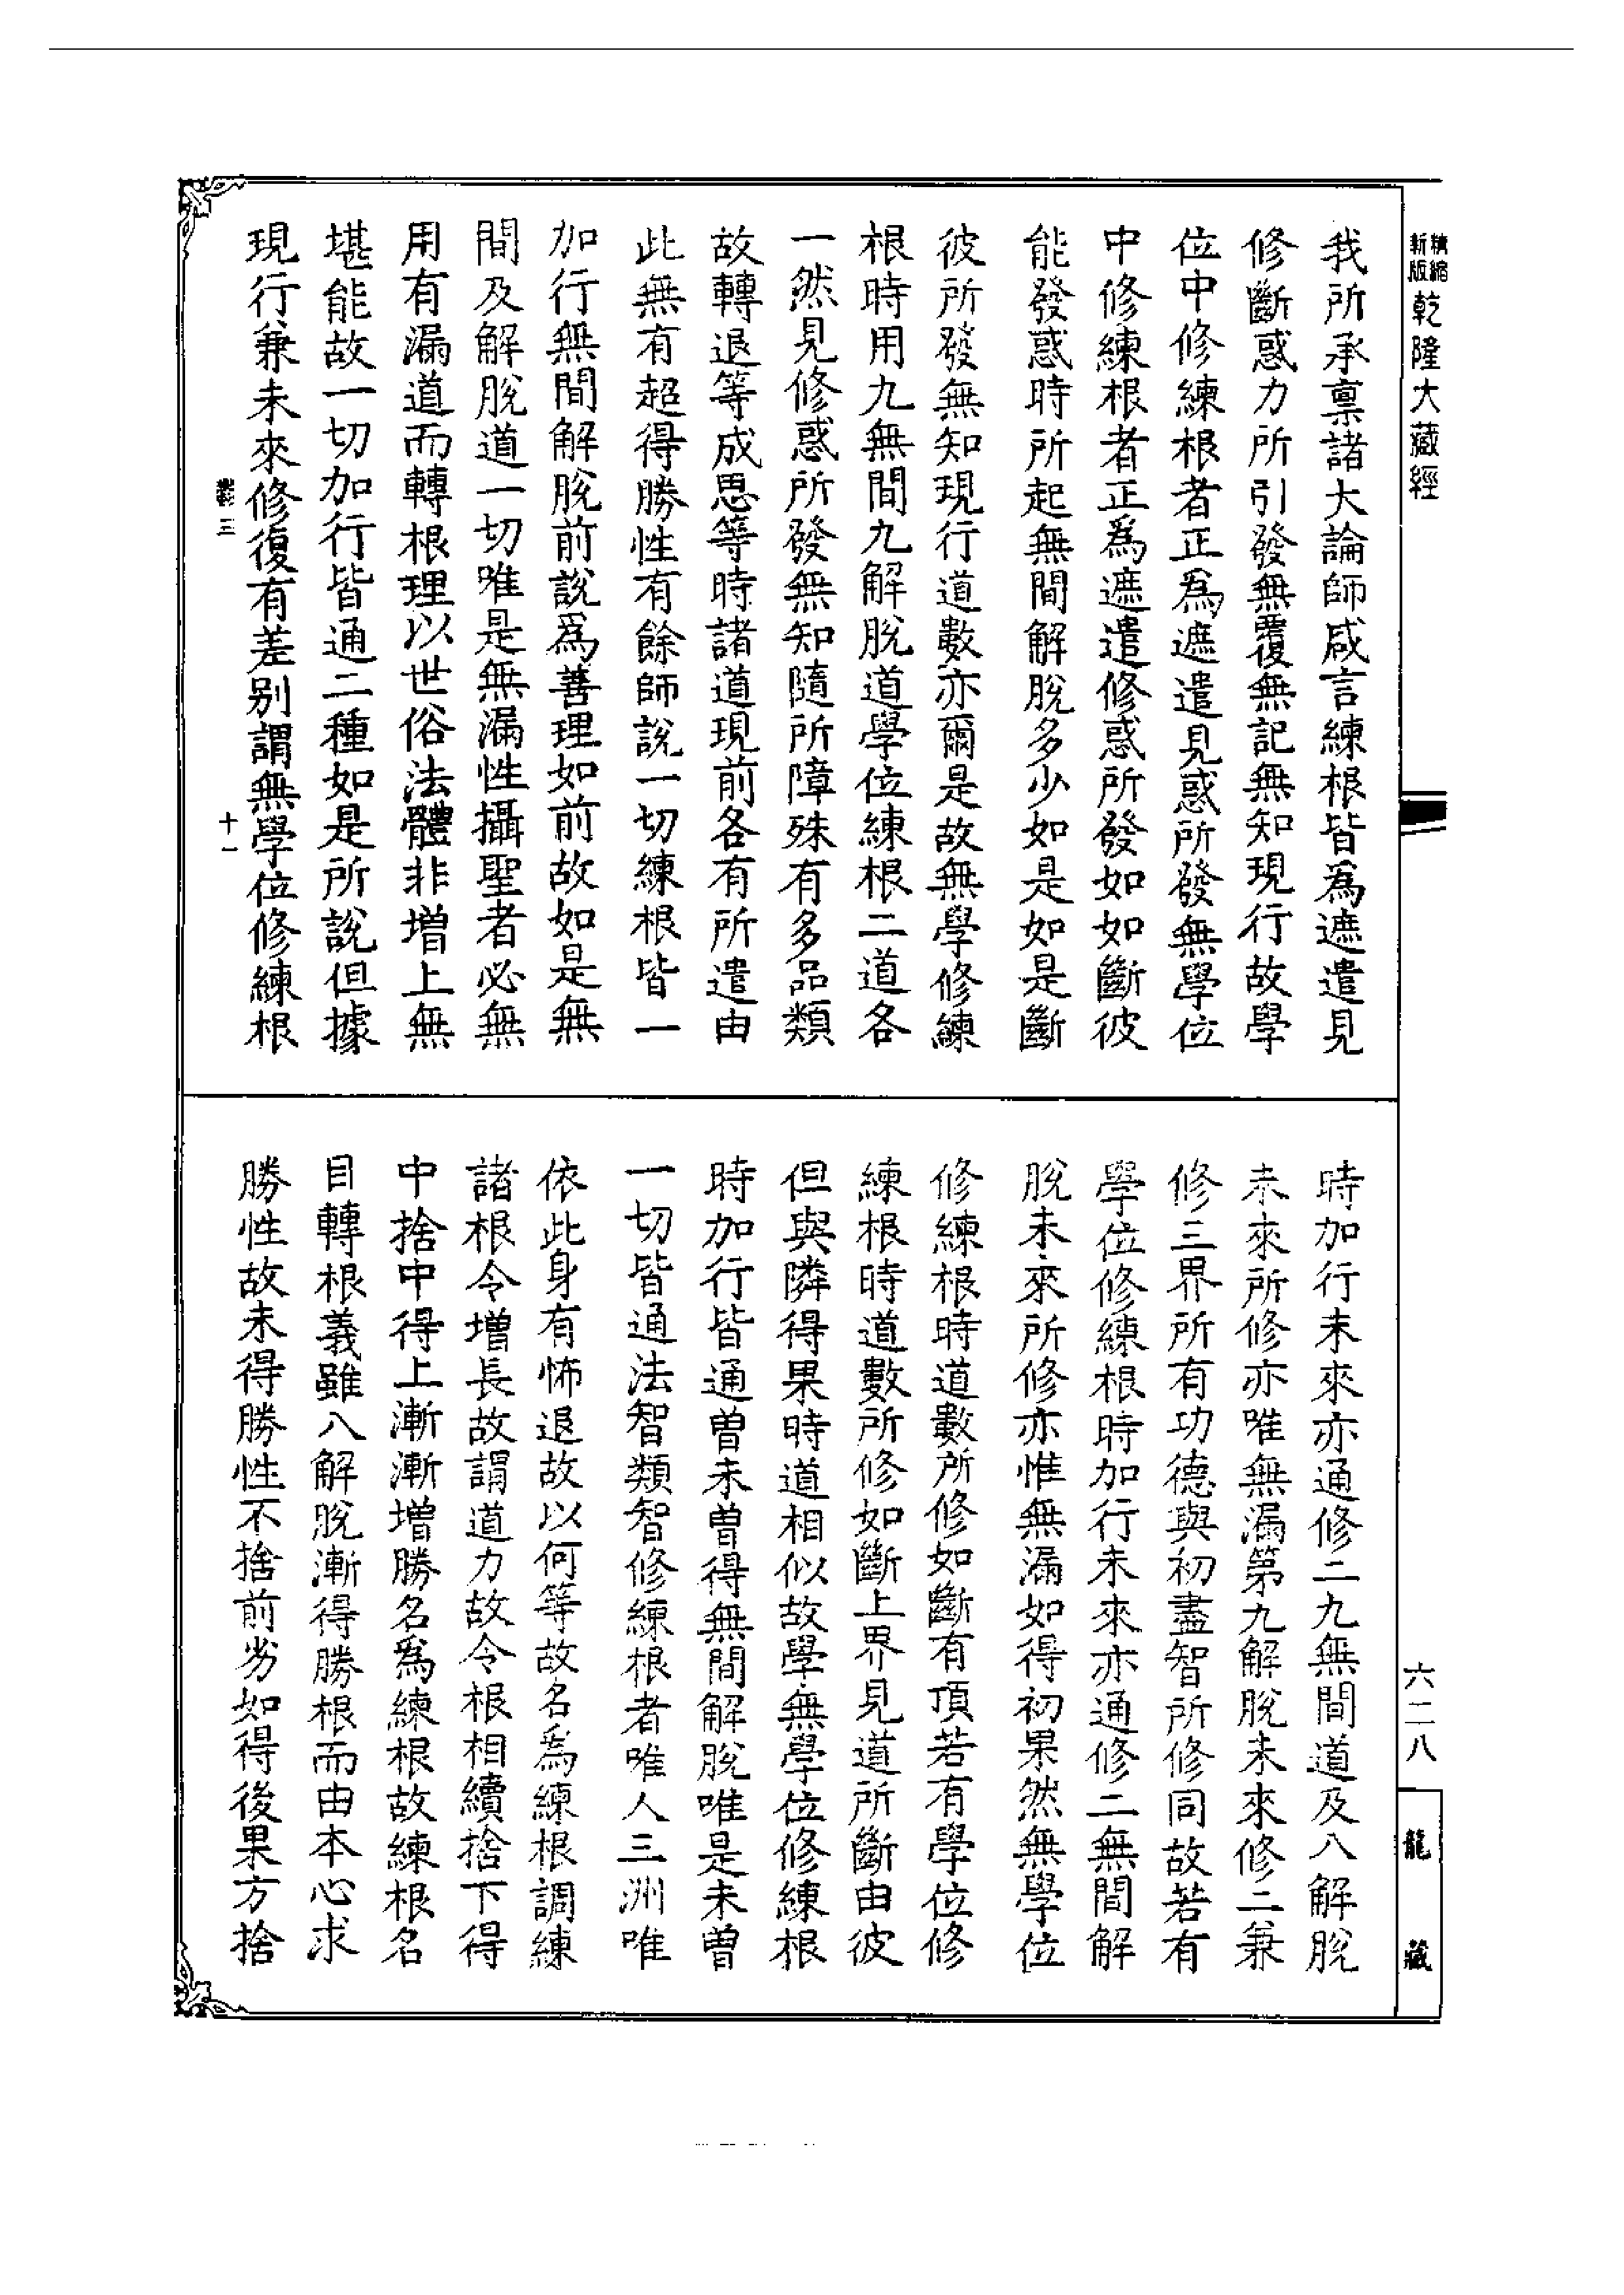 精縮新版乾隆大藏經
我所承稟諸大論師咸言練根皆爲遮遣見
修斷惑力所引發無覆無記無知現行故學
位中修練根者正爲遮遣見惑所發無學位
中修練根者正爲遮遣修惑所發如如斷彼
能發惑時所起無間解脫多少如是如是斷
彼所發無知現行道數亦爾是故無學修練
根時用九無間九解脫道學位練根二道各
一然見修惑所發無知隨所障殊有多品類
故轉退等成思等時諸道現前各有所遣由
此無有超得勝性有餘師說一切練根皆一
加行無間解脫前說爲善理如前故如是無
間及解脫道一切唯是無漏性攝聖者必無
用有漏道而轉根理以世俗法體非增上無
堪能故一切加行皆通二種如是所說但據
現行兼未來修復有差別謂無學位修練根
三
十一
時加行未來亦通修二九無間道及八解脫
未來所修亦唯無漏第九解脫未來修二兼
修三界所有功德與初盡智所修同故若有
學位修練根時加行未來亦通修二無間解
脫未來所修亦惟無漏如得初果然無學位
修練根時道數所修如斷有頂若有學位修
練根時道數所修如斷上界見道所斷由彼
但與隣得果時道相似故學無學位修練根
時加行皆通曾未曾得無間解脫唯是未曾
一切皆通法智類智修練根者唯人三洲唯
依此身有怖退故以何等故名爲練根調練
諸根令增長故謂道力故令根相續捨下得
中捨中得上漸漸增勝名爲練根故練根名
目轉根義雖八解脫漸得勝根而由本心求
勝性故未得勝性不捨前劣如得後果方捨
六二八
龍藏